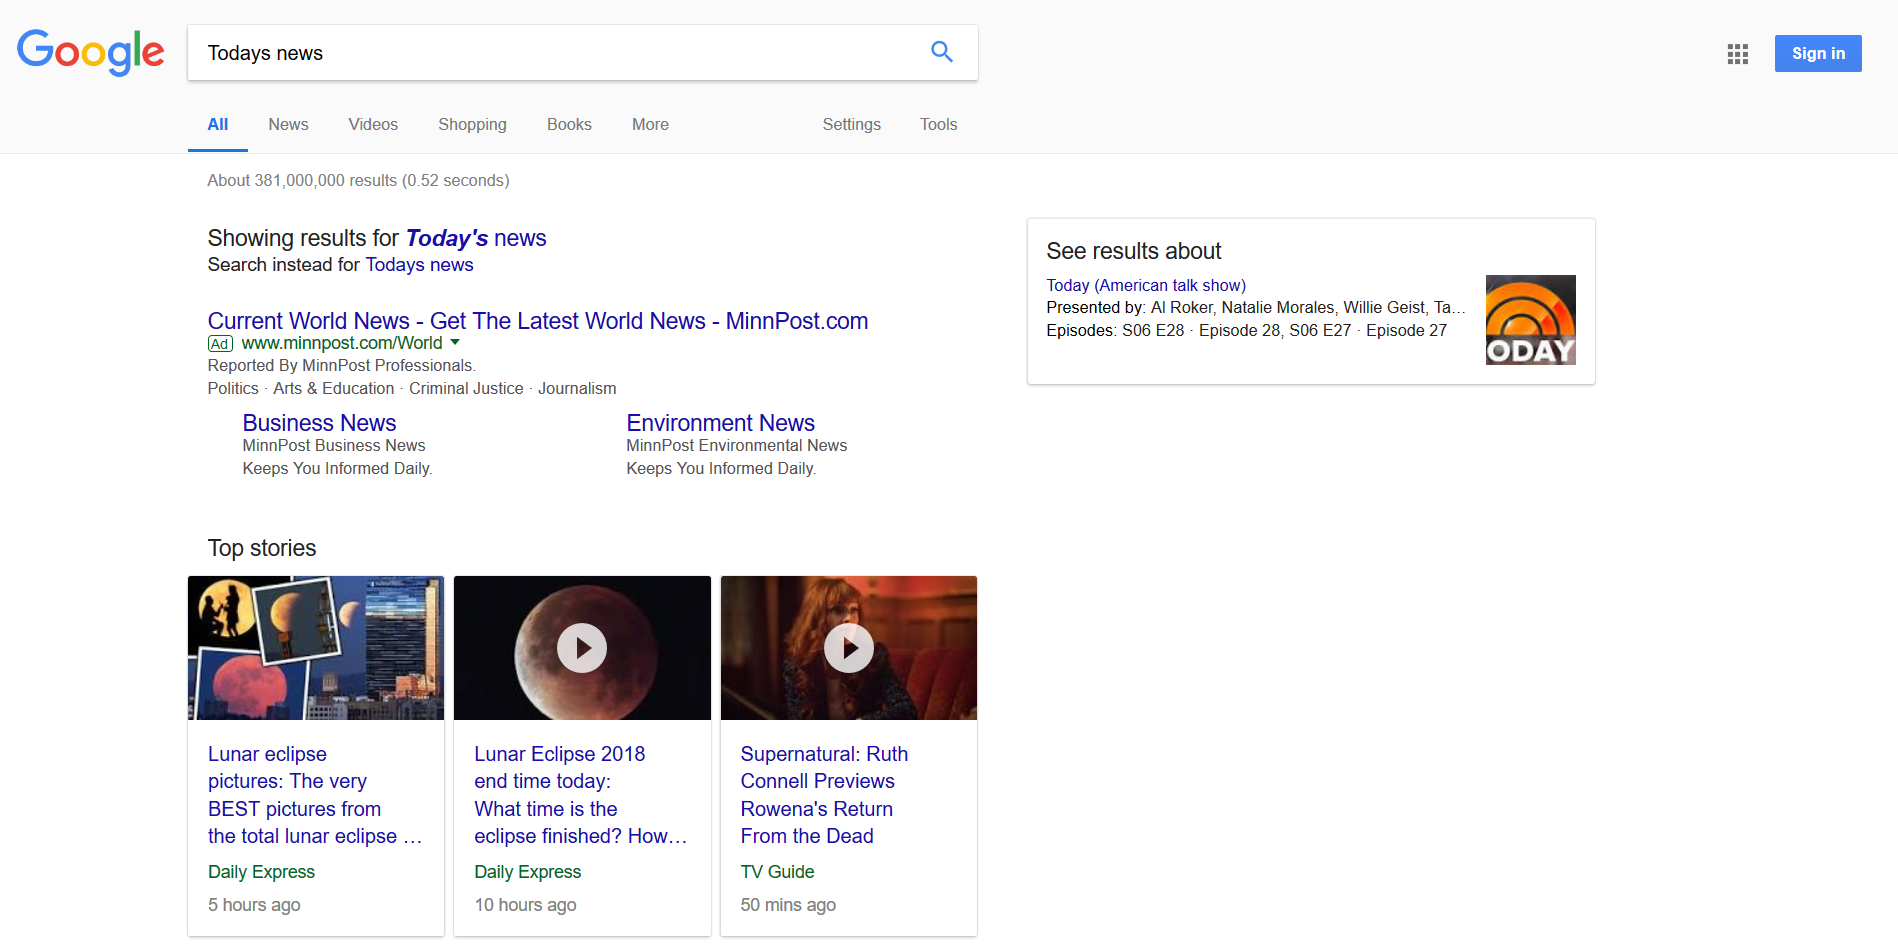 Google
Todays news
Sign in
All News Videos Shopping Books More Settings Tools
About 381,000,000 results (0.52 seconds)
Showing results for Today's news
Search instead for Todays news
Current World News - Get The Latest World News - MinnPost.com
Ad www.minnpost.com/World
Reported By MinnPost Professionals.
Politics · Arts & Education · Criminal Justice · Journalism
Business News
MinnPost Business News
Keeps You Informed Daily.
Environment News
MinnPost Environmental News
Keeps You Informed Daily.
See results about
Today (American talk show)
Presented by: Al Roker, Natalie Morales, Willie Geist, Ta...
Episodes: S06 E28 · Episode 28, S06 E27 · Episode 27
ODAY
Top stories
Lunar eclipse
pictures: The very
BEST pictures from
the total lunar eclipse ...
Daily Express
5 hours ago
Lunar Eclipse 2018
end time today:
What time is the
eclipse finished? How...
Daily Express
10 hours ago
Supernatural: Ruth
Connell Previews
Rowena's Return
From the Dead
TV Guide
50 mins ago